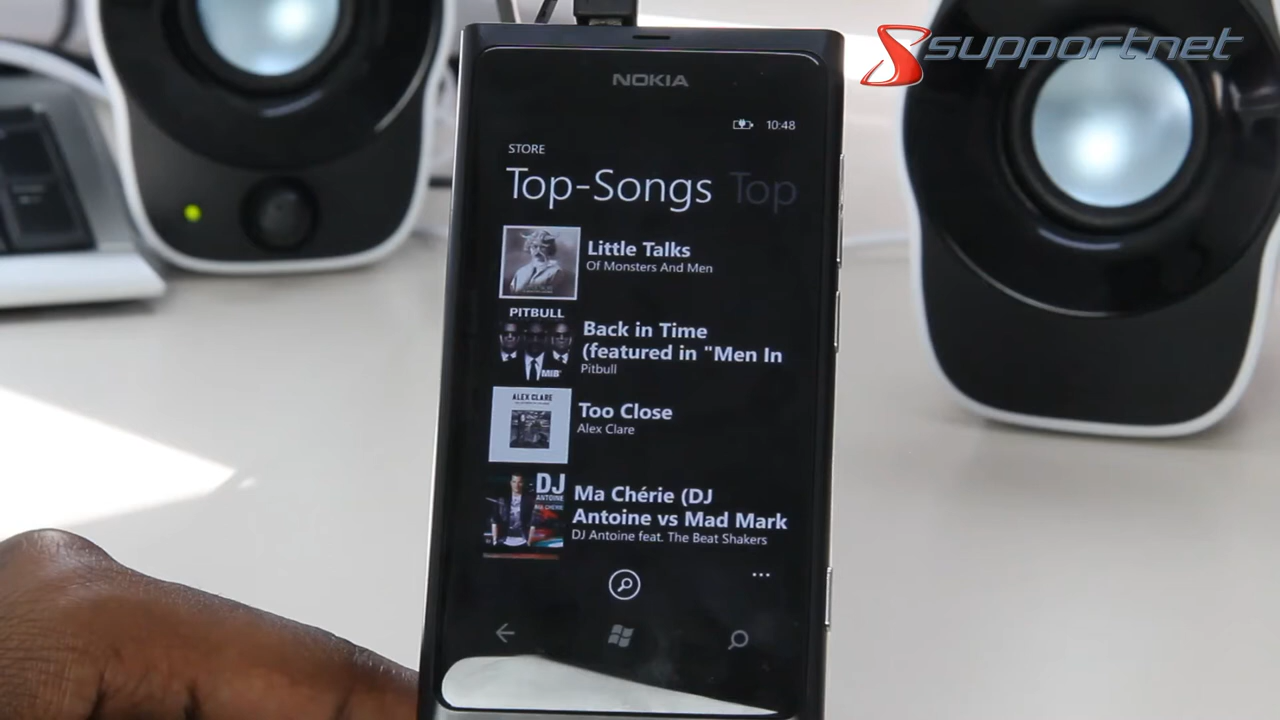 supportnet
NOKIA
10:48
STORE
Top-Songs Top
Little Talks
Of Monsters And Men
PITBULL
Back in Time
(featured in "Men In
Pitbull
MIB
ALEX CLARE
Too Close
Alex Clare
DJ
ANTOINE
MA CHÉRIE
Ma Chérie (DJ
Antoine vs Mad Mark
DJ Antoine feat. The Beat Shakers